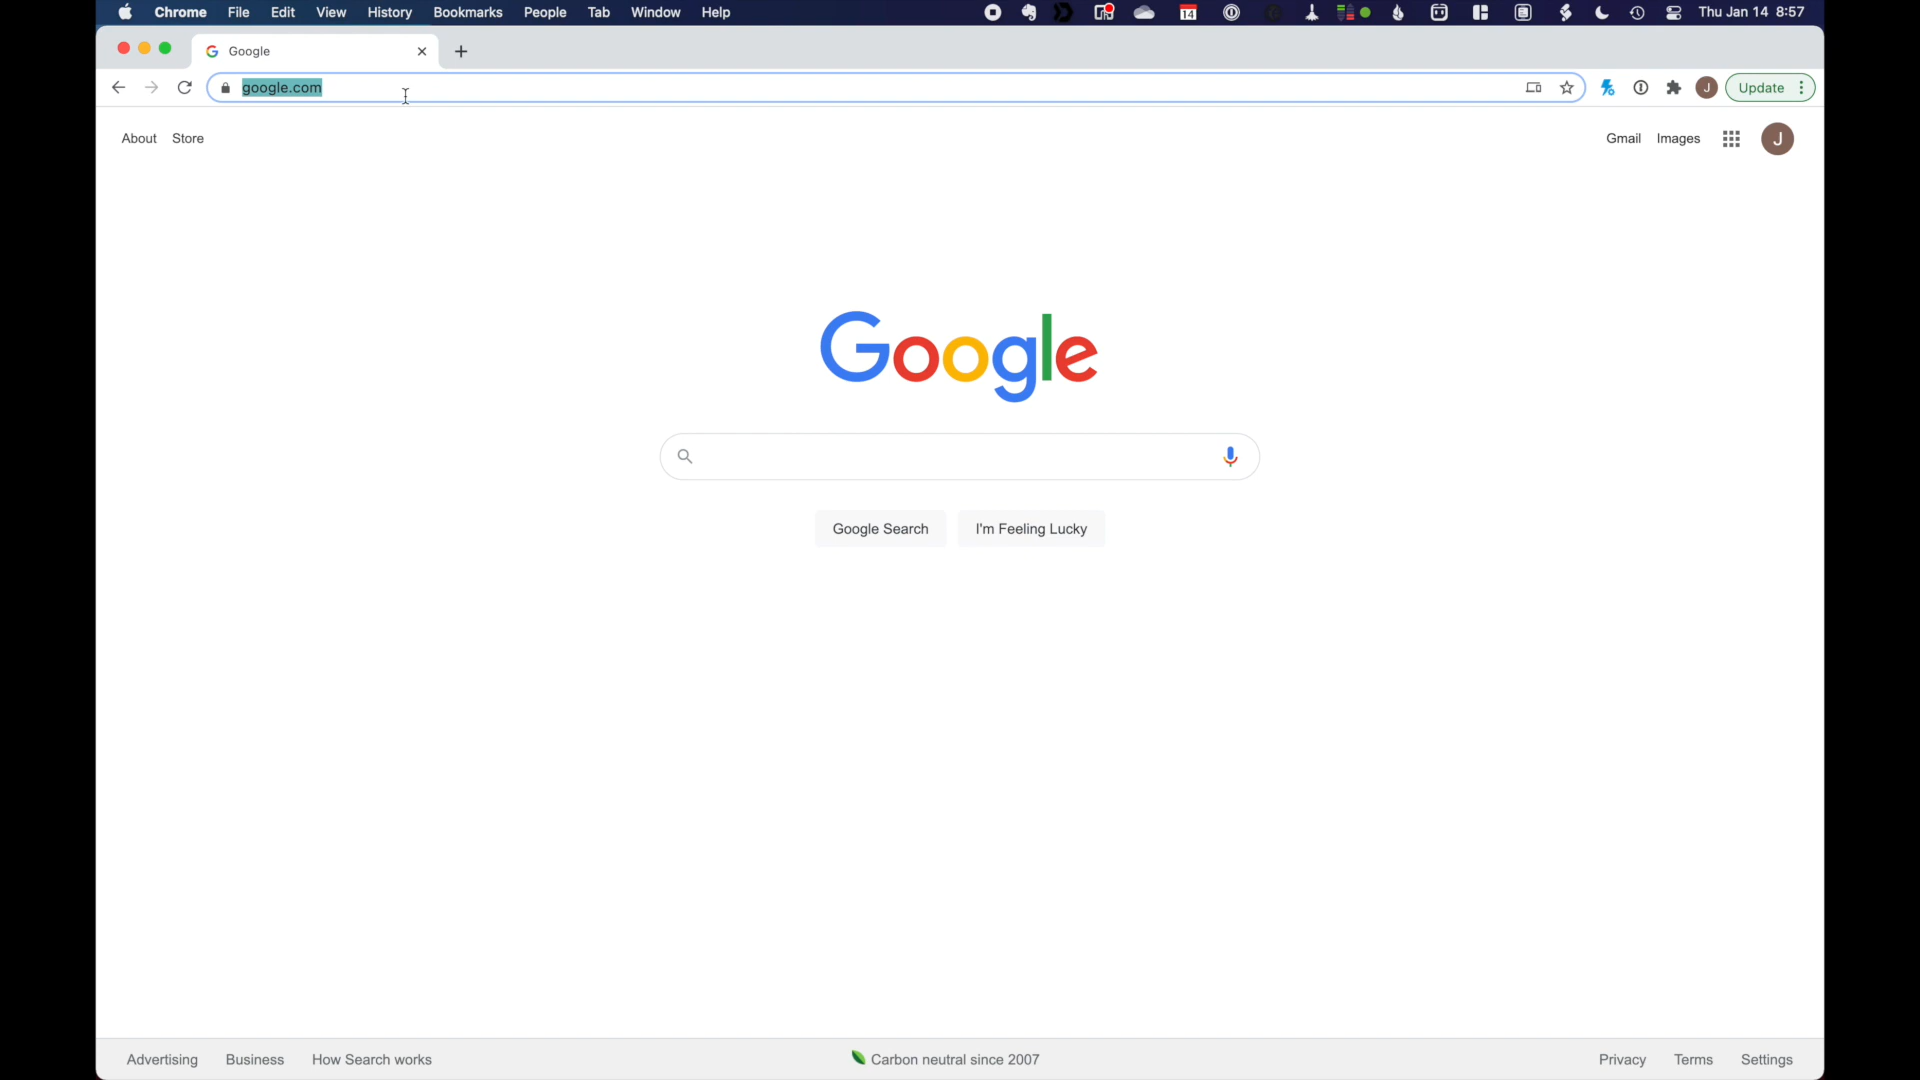 Chrome File Edit View History Bookmarks People Tab Window Help 14 Thu Jan 14 8:57
Google
google.com J Update
About Store Gmail Images J
Google
Google Search I'm Feeling Lucky
Advertising Business How Search works Carbon neutral since 2007 Privacy Terms Settings